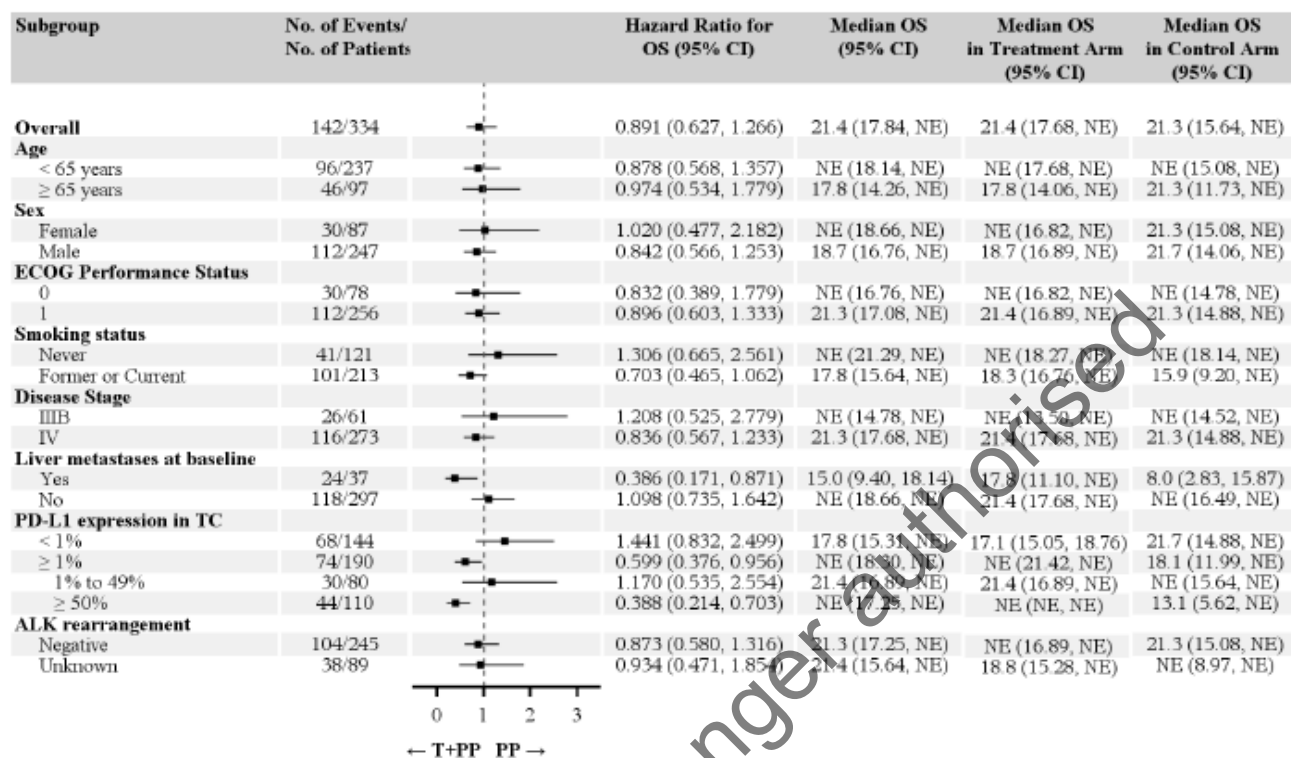 Subgroup No. of Events/ Hazard Ratio for Median OS Median OS Median OS
No. of Patients OS (95% CI) (95% CI) in Treatment Arm in Control Arm
(95% CI) (95% CI)
Overall 142/334 0.891 (0.627, 1.266) 21.4 (17.84, NE) 21.4 (17.68, NE) 21.3 (15.64, NE)
Age
< 65 years 96/237 0.878 (0.568, 1.357) NE (18.14, NE) NE (17.68, NE) NE (15.08, NE)
≥ 65 years 46/97 0.974 (0.534, 1.779) 17.8 (14.26, NE) 17.8 (14.06, NE) 21.3 (11.73, NE)
Sex
Female 30/87 1.020 (0.477, 2.182) NE (18.66, NE) NE (16.82, NE) 21.3 (15.08, NE)
Male 112/247 0.842 (0.566, 1.253) 18.7 (16.76, NE) 18.7 (16.89, NE) 21.7 (14.06, NE)
ECOG Performance Status
0 30/78 0.832 (0.389, 1.779) NE (16.76, NE) NE (16.82, NE) NE (14.78, NE)
1 112/256 0.896 (0.603, 1.333) 21.3 (17.08, NE) 21.4 (16.89, NE) 21.3 (14.88, NE)
Smoking status
Never 41/121 1.306 (0.665, 2.561) NE (21.29, NE) NE (18.27, NE) NE (18.14, NE)
Former or Current 101/213 0.703 (0.465, 1.062) 17.8 (15.64, NE) 18.3 (16.76, NE) 15.9 (9.20, NE)
Disease Stage
IIIB 26/61 1.208 (0.525, 2.779) NE (14.78, NE) NE NE) NE (14.52, NE)
IV 116/273 0.836 (0.567, 1.233) 21.3 (17.68, NE) 21.4 (17.68, NE) 21.3 (14.88, NE)
Liver metastases at baseline
Yes 24/37 0.386 (0.171, 0.871) 15.0 (9.40, 18.14) 17.8 (11.10, NE) 8.0 (2.83, 15.87)
No 118/297 1.098 (0.735, 1.642) NE (18.66, NE) 21.4 (17.68, NE) NE (16.49, NE)
PD-L1 expression in TC
< 1% 68/144 1.441 (0.832, 2.499) 17.8 (15.31, NE) 17.1 (15.05, 18.76) 21.7 (14.88, NE)
≥ 1% 74/190 0.599 (0.376, 0.956) NE NE) NE (21.42, NE) 18.1 (11.99, NE)
1% to 49% 30/80 1.170 (0.535, 2.554) 21.4 (16.89, NE) 21.4 (16.89, NE) NE (15.64, NE)
≥ 50% 44/110 0.388 (0.214, 0.703) NE (17.25, NE) NE (NE, NE) 13.1 (5.62, NE)
ALK rearrangement
Negative 104/245 0.873 (0.580, 1.316) 21.3 (17.25, NE) NE (16.89, NE) 21.3 (15.08, NE)
Unknown 38/89 0.934 (0.471, 1.854) 21.4 (15.64, NE) 18.8 (15.28, NE) NE (8.97, NE)
0 1 2 3
← T+PP PP →
nger authorised